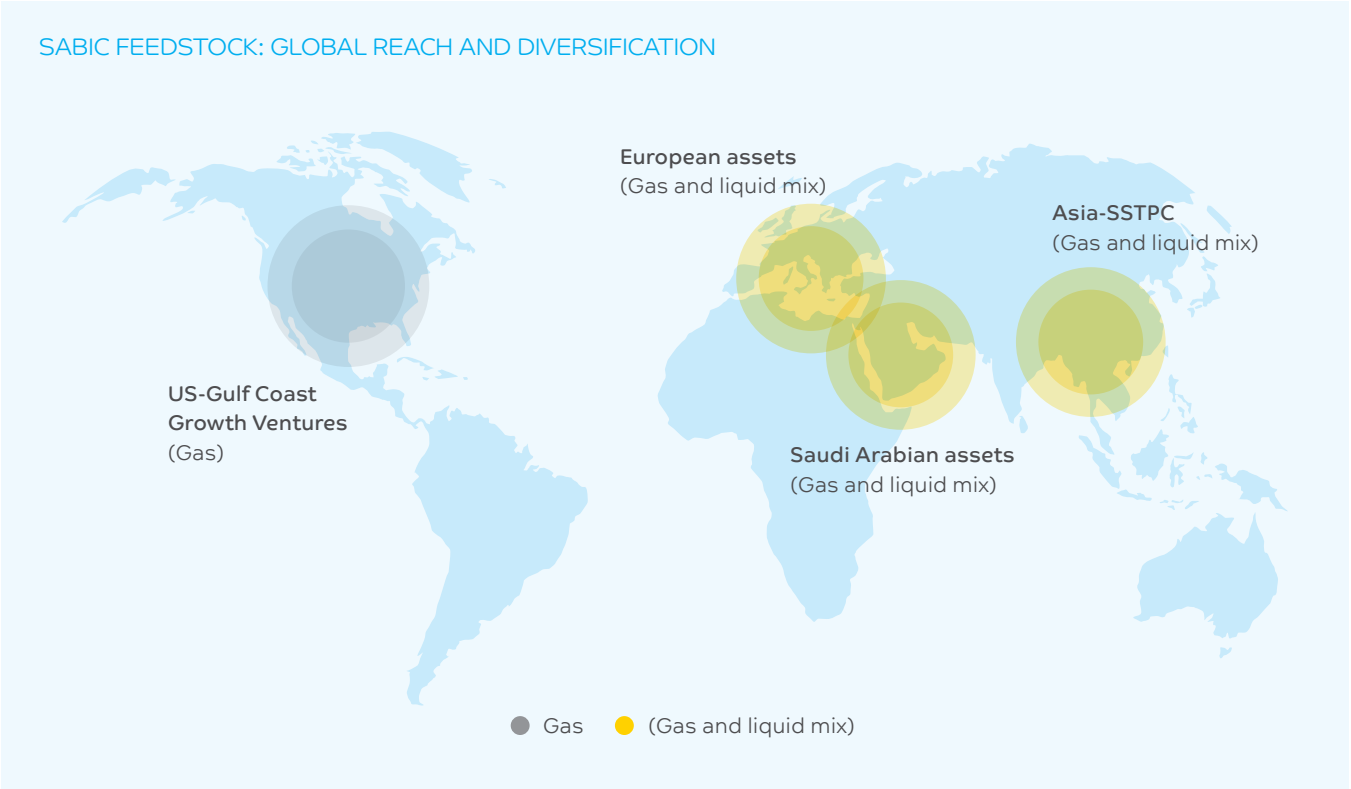 SABIC FEEDSTOCK: GLOBAL REACH AND DIVERSIFICATION
European assets
(Gas and liquid mix)
Asia-SSTPC
(Gas and liquid mix)
US-Gulf Coast
Growth Ventures
(Gas)
Saudi Arabian assets
(Gas and liquid mix)
Gas
(Gas and liquid mix)